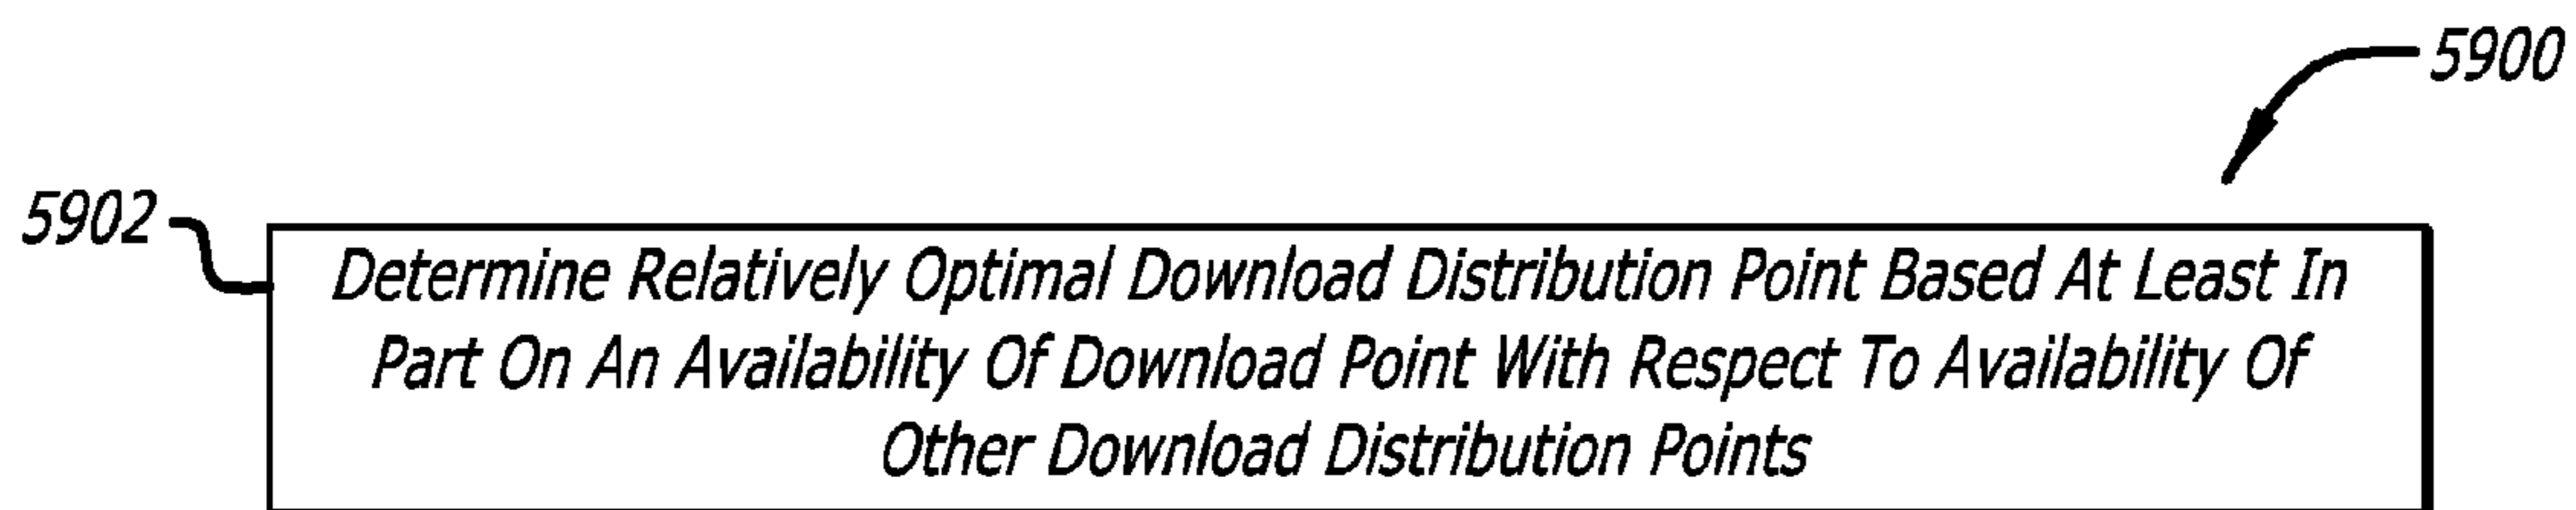 5900
5902
Determine Relatively Optimal Download Distribution Point Based At Least In
Part On An Availability Of Download Point With Respect To Availability Of
Other Download Distribution Points